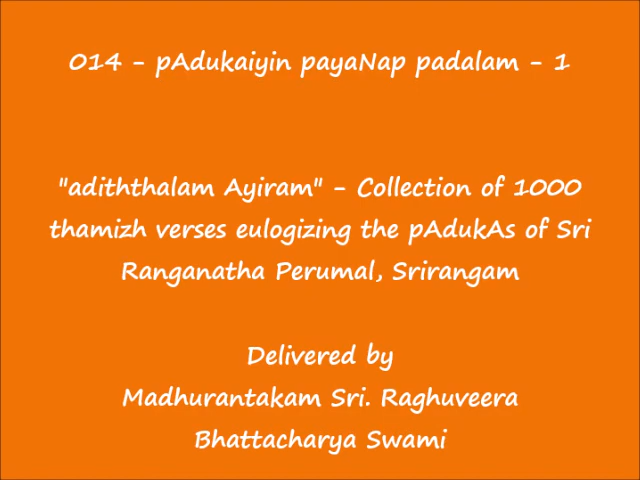 014 - pAdukaiyin payaNap padalam - 1
"adiththalam Ayiram" - Collection of 1000
thamizh verses eulogizing the pAdukAs of Sri
Ranganatha Perumal, Srirangam
Delivered by
Madhurantakam Sri. Raghuveera
Bhattacharya Swami